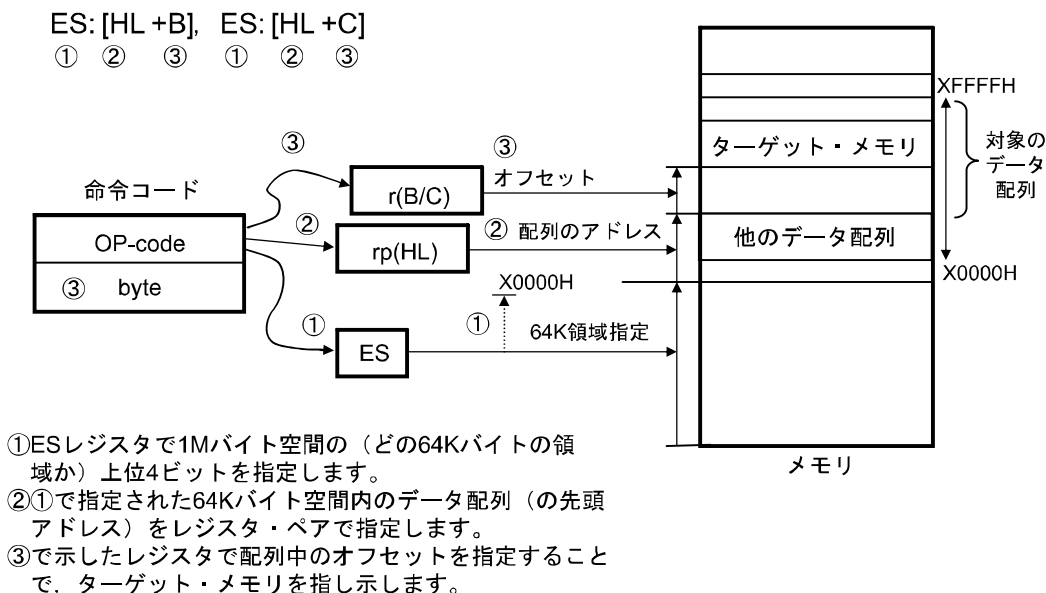 ES: [HL +B],  ES: [HL +C]
① ② ③ ① ② ③
命令コード
OP-code
③ byte
③
r(B/C)
③
オフセット
②
rp(HL)
② 配列のアドレス
X0000H
①
ES
①
64K領域指定
XFFFFH
ターゲット・メモリ
対象の
データ
配列
他のデータ配列
X0000H
メモリ
①ESレジスタで1Mバイト空間の（どの64Kバイトの領
域か）上位4ビットを指定します。
②①で指定された64Kバイト空間内のデータ配列（の先頭
アドレス）をレジスタ・ペアで指定します。
③で示したレジスタで配列中のオフセットを指定すること
で，ターゲット・メモリを指し示します。